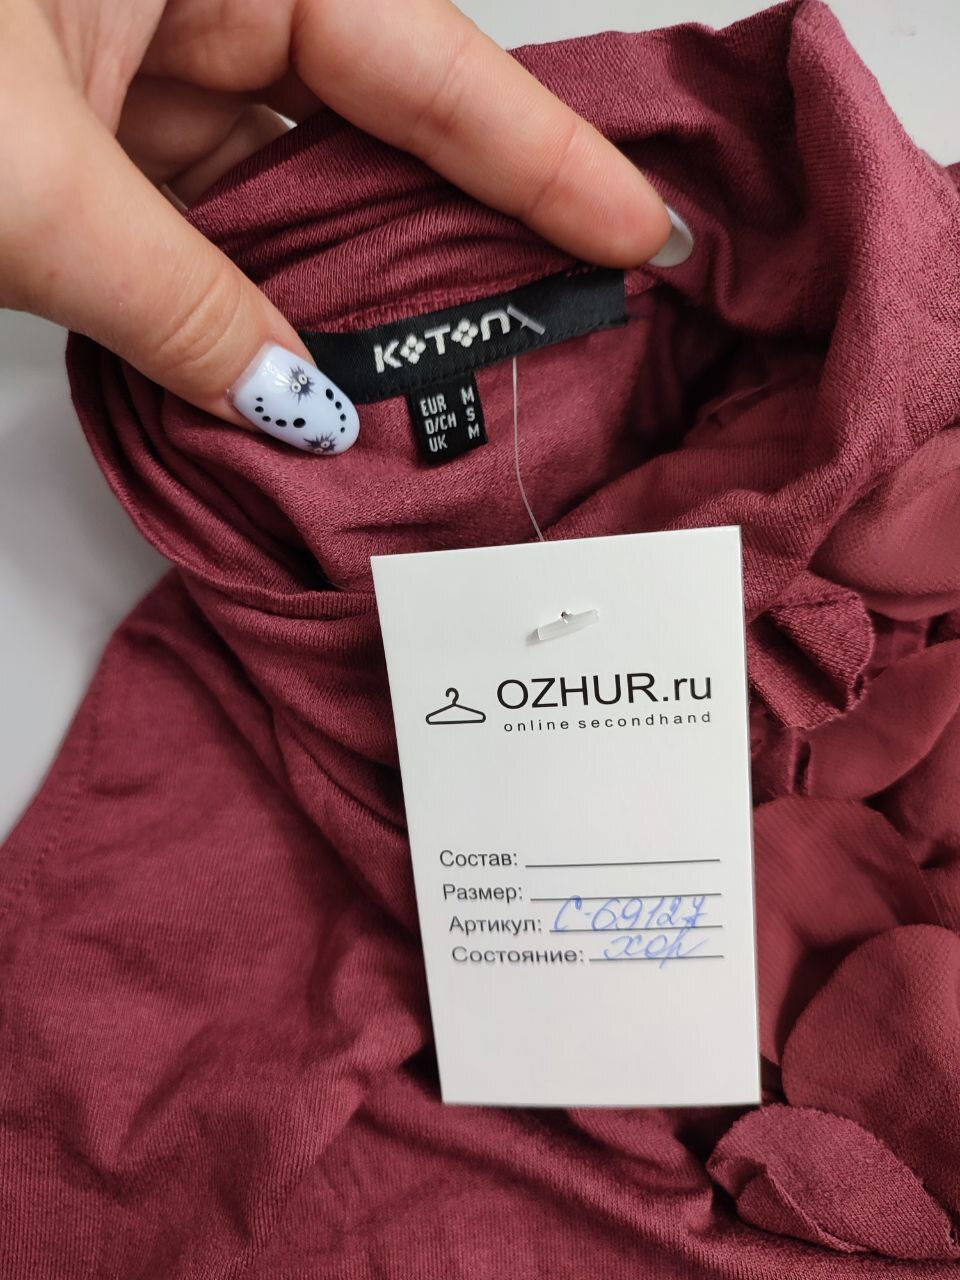 KOTON
EUR M
D/CH S
UK M
OZHUR.ru
online secondhand
Состав:
Размер:
Артикул: С-69127
Состояние: хор